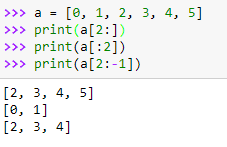 >>> a = [0, 1, 2, 3, 4, 5]
>>> print(a[2:])
>>> print(a[:2])
>>> print(a[2:-1])
[2, 3, 4, 5]
[0, 1]
[2, 3, 4]